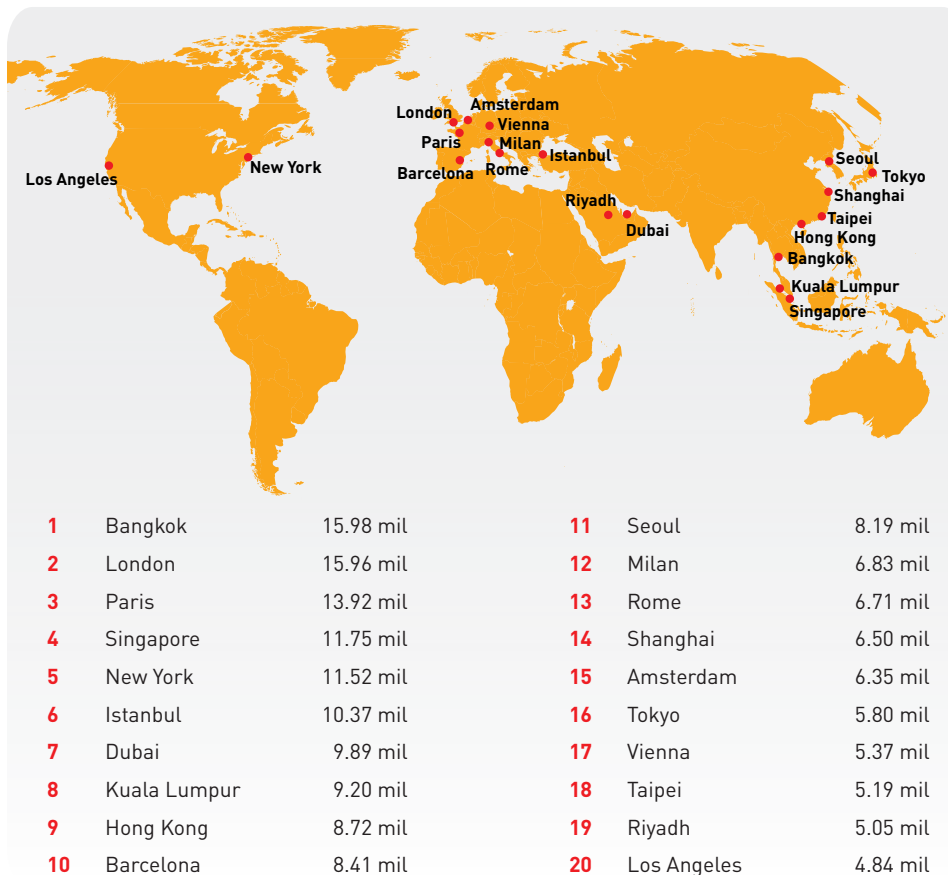 London
Amsterdam
Vienna
Paris
Milan
Istanbul
Barcelona
Rome
Los Angeles
New York
Riyadh
Dubai
Seoul
Tokyo
Shanghai
Taipei
Hong Kong
Bangkok
Kuala Lumpur
Singapore
1 Bangkok 15.98 mil
2 London 15.96 mil
3 Paris 13.92 mil
4 Singapore 11.75 mil
5 New York 11.52 mil
6 Istanbul 10.37 mil
7 Dubai 9.89 mil
8 Kuala Lumpur 9.20 mil
9 Hong Kong 8.72 mil
10 Barcelona 8.41 mil
11 Seoul 8.19 mil
12 Milan 6.83 mil
13 Rome 6.71 mil
14 Shanghai 6.50 mil
15 Amsterdam 6.35 mil
16 Tokyo 5.80 mil
17 Vienna 5.37 mil
18 Taipei 5.19 mil
19 Riyadh 5.05 mil
20 Los Angeles 4.84 mil